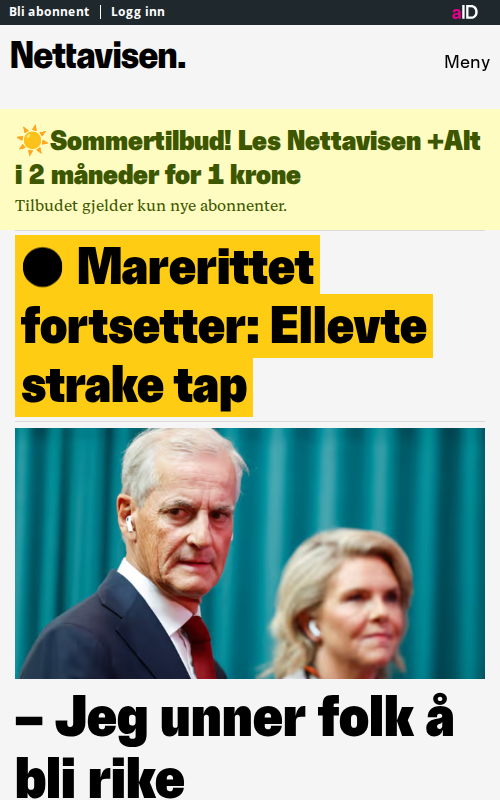 Bli abonnent | Logg inn
aID
Nettavisen.
Meny
☀️Sommertilbud! Les Nettavisen +Alt
i 2 måneder for 1 krone
Tilbudet gjelder kun nye abonnenter.
● Marerittet
fortsetter: Ellevte
strake tap
– Jeg unner folk å
bli rike